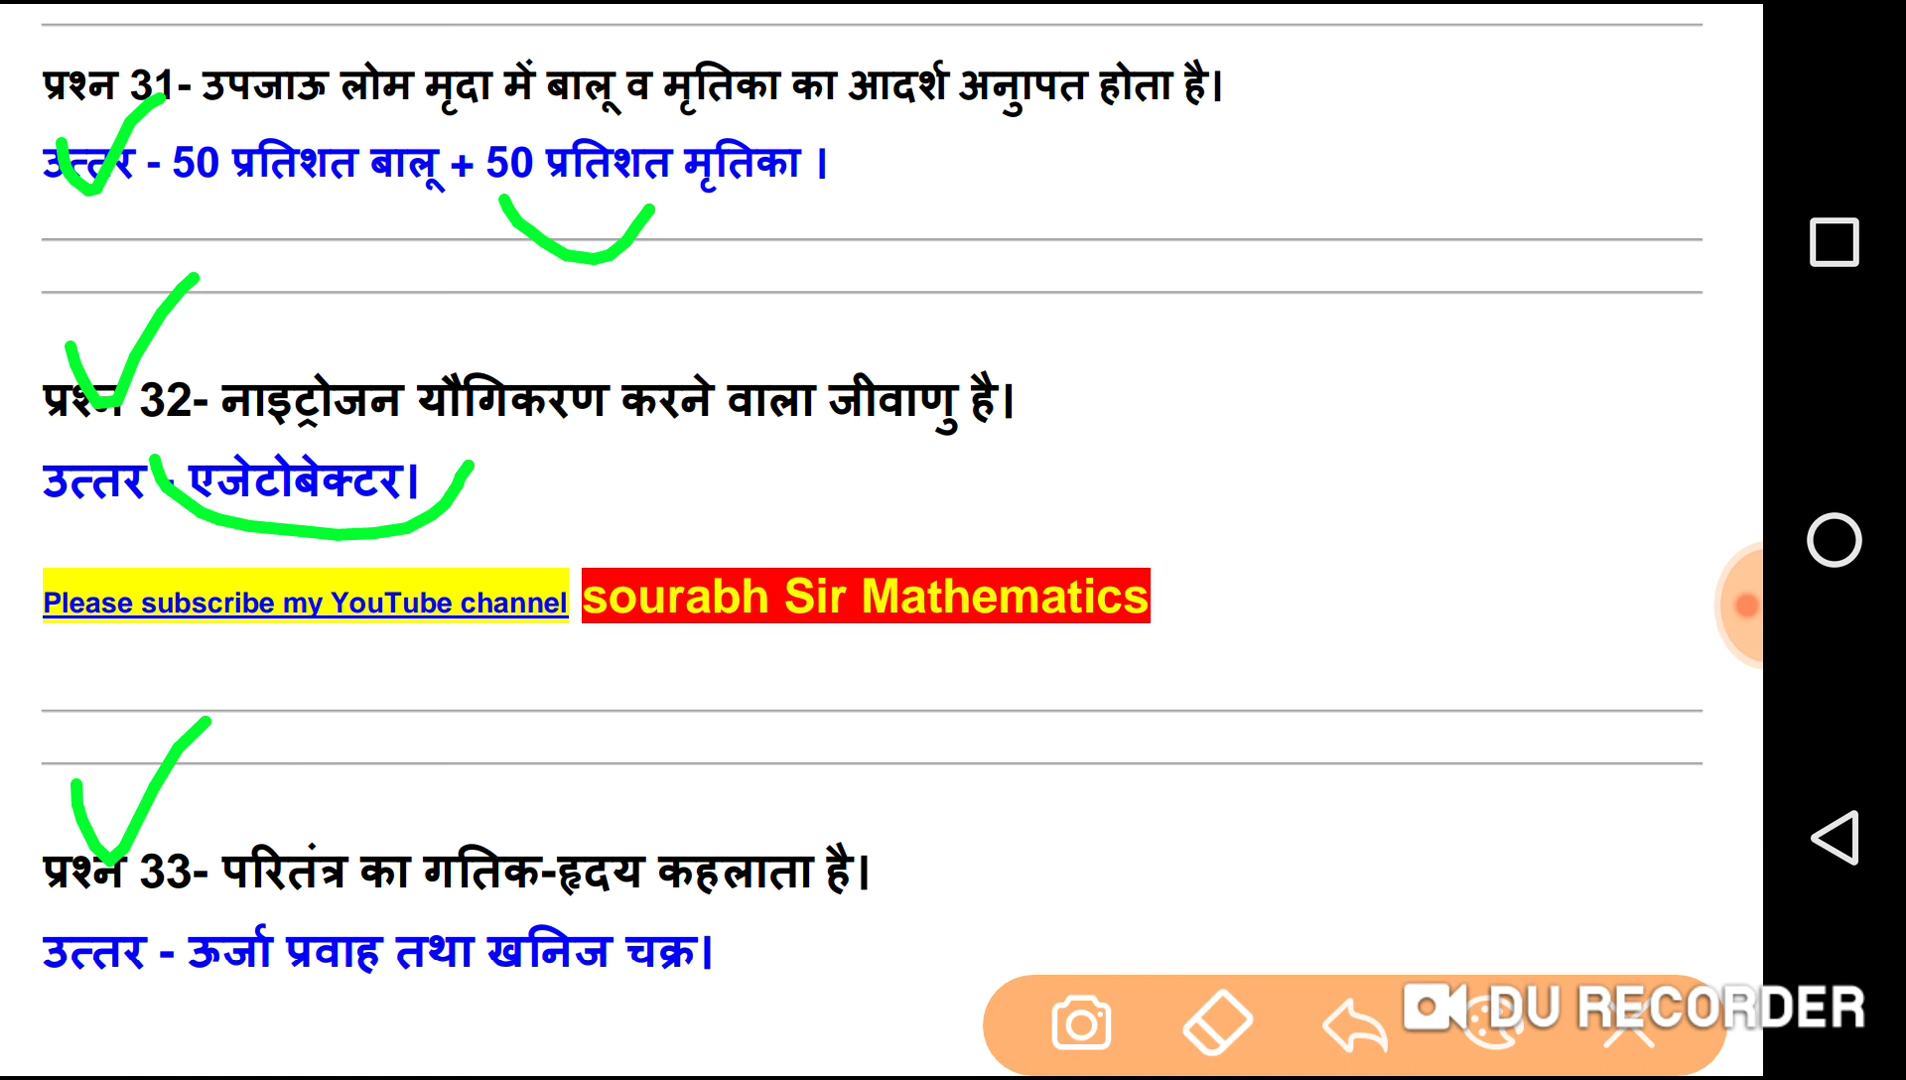 प्रश्न 31- उपजाऊ लोम मृदा में बालू व मृतिका का आदर्श अनुापत होता है।
उत्तर - 50 प्रतिशत बालू + 50 प्रतिशत मृतिका ।
प्रश्न 32- नाइट्रोजन यौगिकरण करने वाला जीवाणु है।
उत्तर - एजेटोबेक्टर।
Please subscribe my YouTube channel sourabh Sir Mathematics
प्रश्न 33- परितंत्र का गतिक-हृदय कहलाता है।
उत्तर - ऊर्जा प्रवाह तथा खनिज चक्र।
DU RECORDER